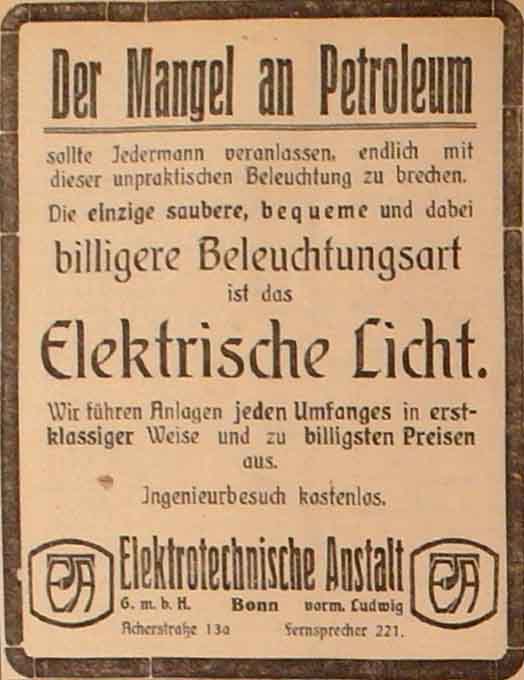 Der Mangel an Petroleum
sollte Jedermann veranlassen, endlich mit
dieser unpraktischen Beleuchtung zu brechen.
Die einzige saubere, bequeme und dabei
billigere Beleuchtungsart
ist das
Elektrische Licht.
Wir führen Anlagen jeden Umfanges in erst-
klassiger Weise und zu billigsten Preisen
aus.
Ingenieurbesuch kostenlos.
Elektrotechnische Anstalt
G. m. b. H. Bonn vorm. Ludwig
Acherstraße 13a Fernsprecher 221.